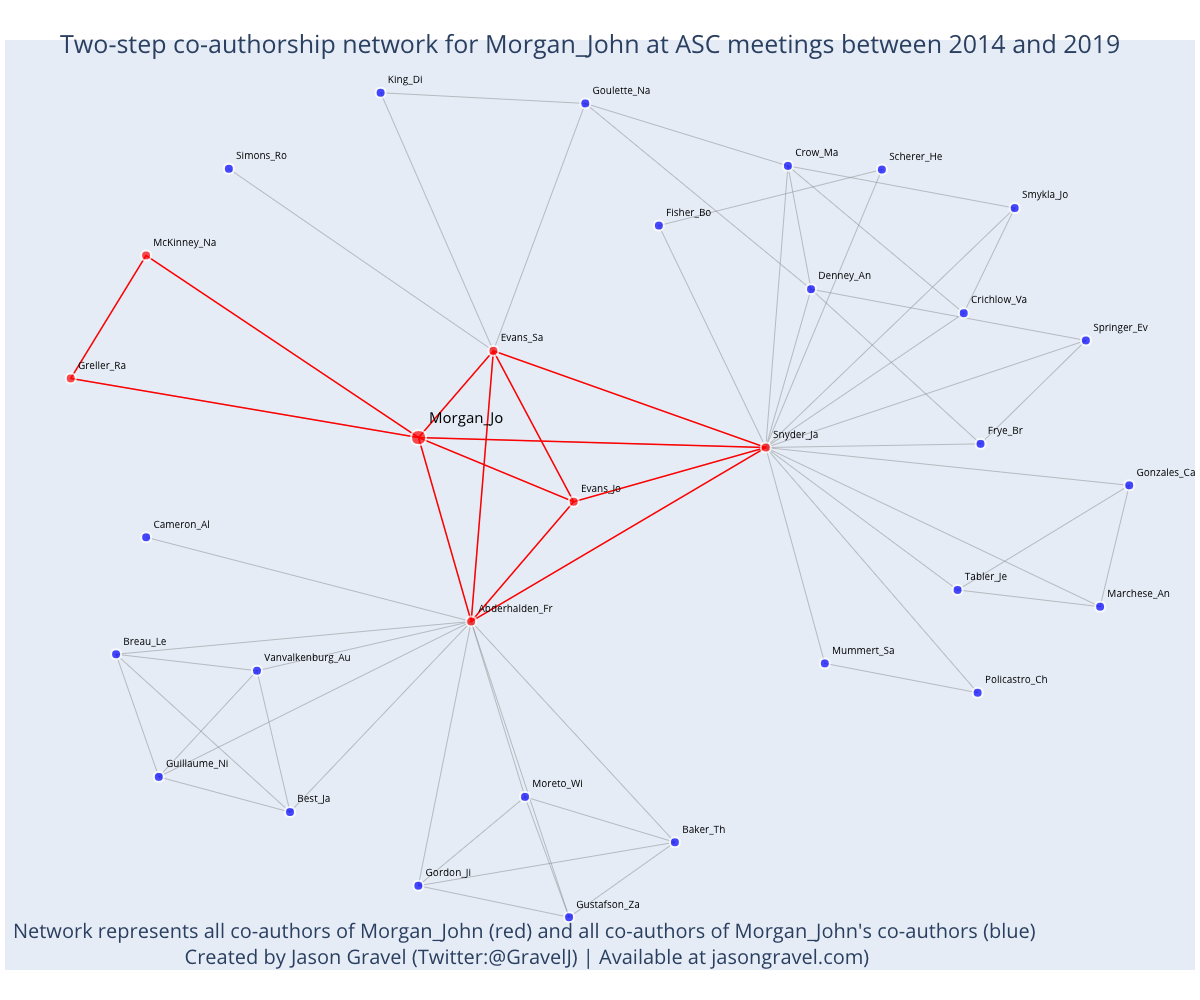 Two-step co-authorship network for Morgan_John at ASC meetings between 2014 and 2019
King_Di
Goulette_Na
Simons_Ro
Crow_Ma
Scherer_He
Smykla_Jo
Fisher_Bo
McKinney_Na
Denney_An
Crichlow_Va
Springer_Ev
Evans_Sa
Greller_Ra
Morgan_Jo
Snyder_Ja
Frye_Br
Gonzales_Ca
Evans_Jo
Cameron_Al
Tabler_Je
Marchese_An
Abderhalden_Fr
Breau_Le
Vanvalkenburg_Au
Mummert_Sa
Policastro_Ch
Guillaume_Ni
Best_Ja
Moreto_Wi
Baker_Th
Gordon_Ji
Gustafson_Za
Network represents all co-authors of Morgan_John (red) and all co-authors of Morgan_John's co-authors (blue)
Created by Jason Gravel (Twitter:@GravelJ) | Available at jasongravel.com)